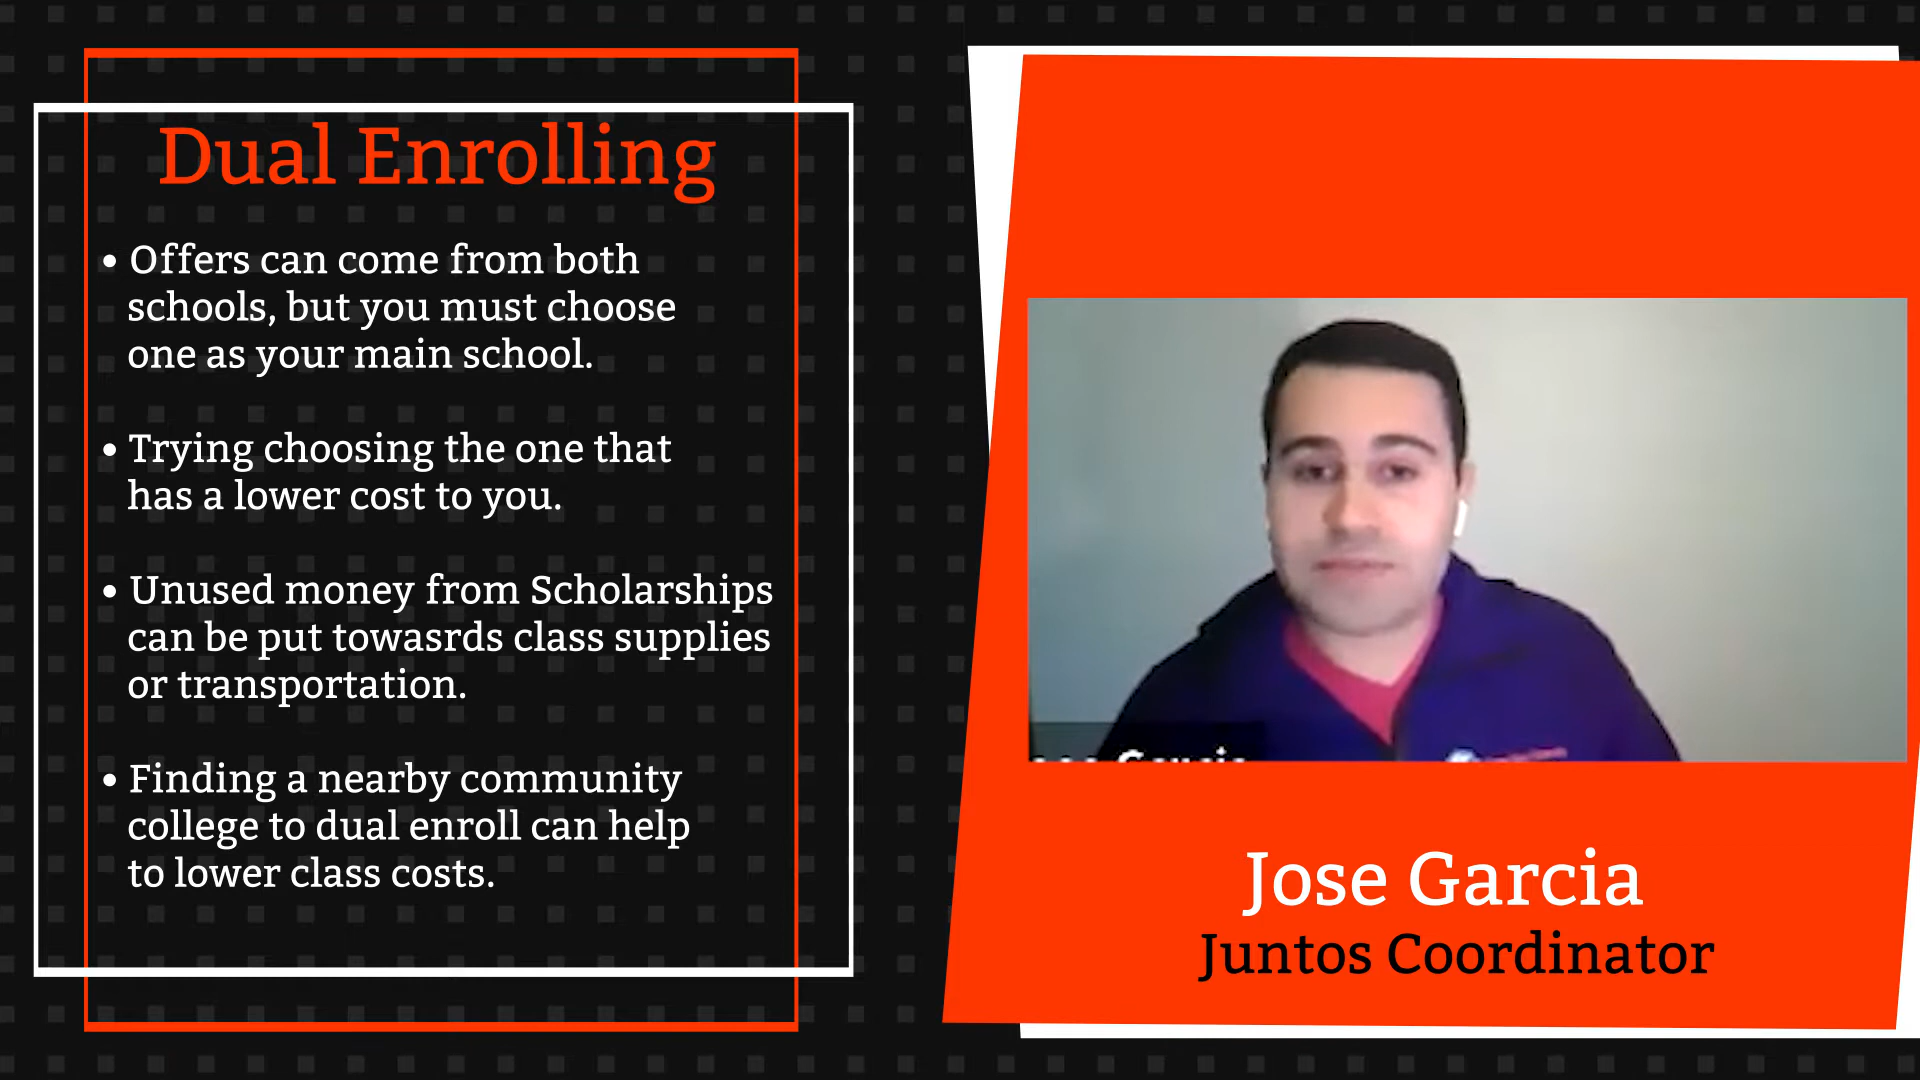 Dual Enrolling
• Offers can come from both
schools, but you must choose
one as your main school.
• Trying choosing the one that
has a lower cost to you.
• Unused money from Scholarships
can be put towasrds class supplies
or transportation.
• Finding a nearby community
college to dual enroll can help
to lower class costs.
Jose Garcia
Juntos Coordinator